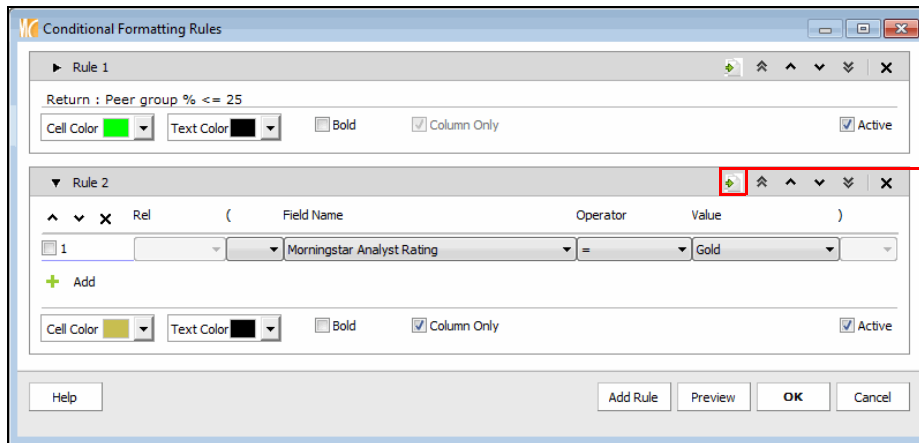 Conditional Formatting Rules
Rule 1
Return : Peer group % <= 25
Cell Color Text Color Bold Column Only Active
Rule 2
Rel ( Field Name Operator Value )
1 Morningstar Analyst Rating = Gold
Add
Cell Color Text Color Bold Column Only Active
Help Add Rule Preview OK Cancel